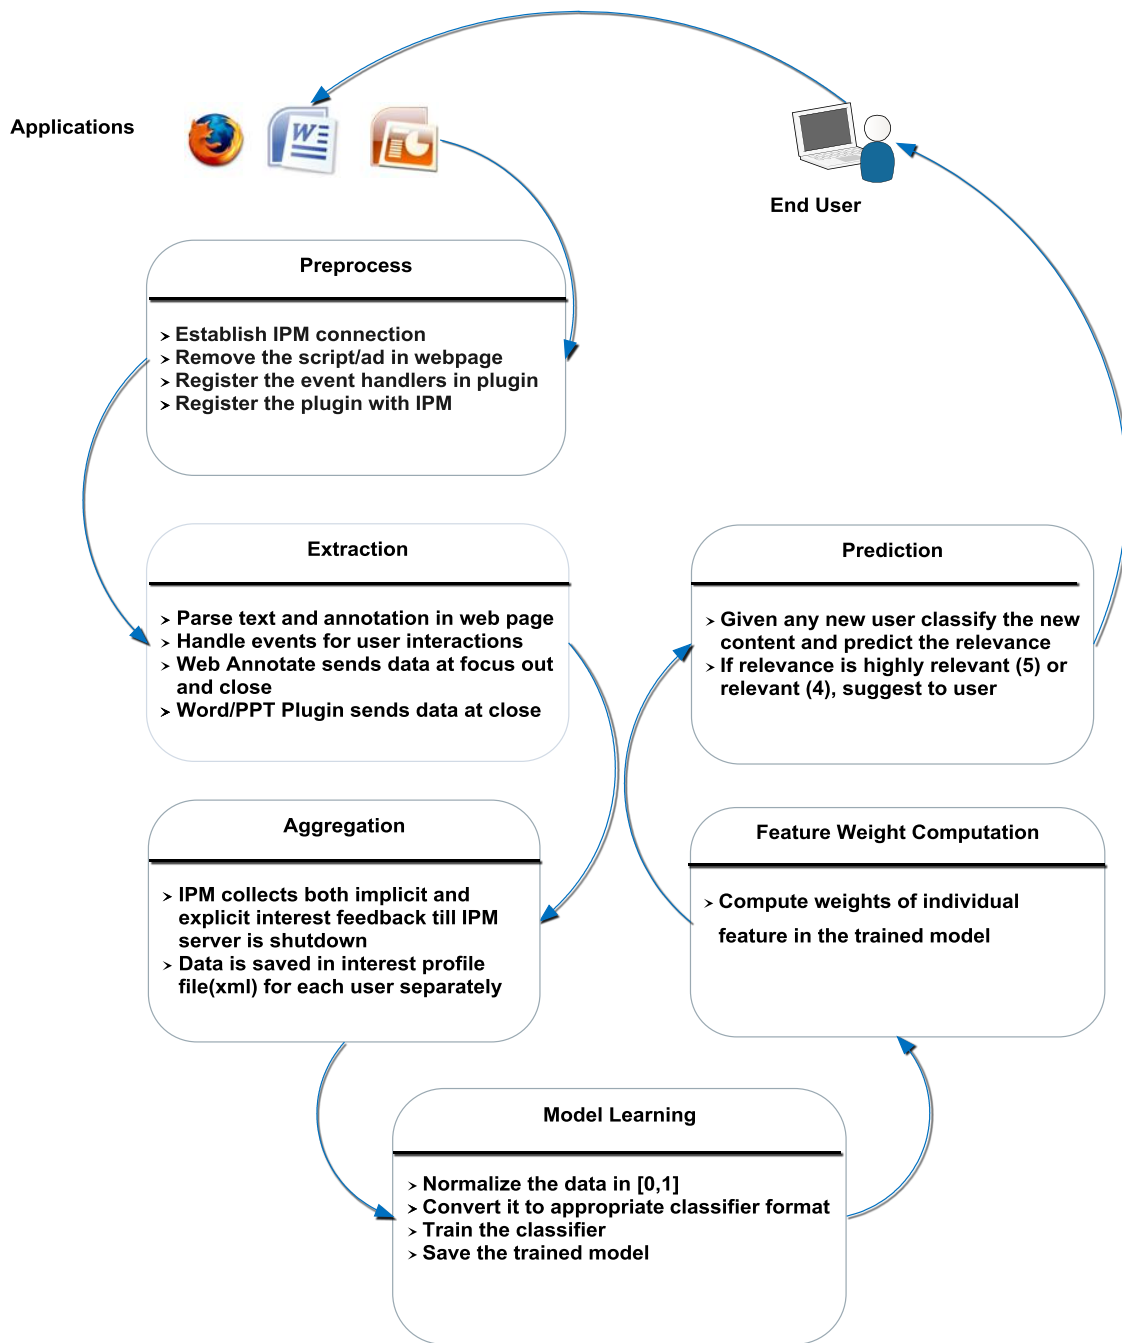 Applications
End User
Preprocess
➢ Establish IPM connection
➢ Remove the script/ad in webpage
➢ Register the event handlers in plugin
➢ Register the plugin with IPM
Extraction
➢ Parse text and annotation in web page
➢ Handle events for user interactions
➢ Web Annotate sends data at focus out
and close
➢ Word/PPT Plugin sends data at close
Prediction
➢ Given any new user classify the new
content and predict the relevance
➢ If relevance is highly relevant (5) or
relevant (4), suggest to user
Aggregation
➢ IPM collects both implicit and
explicit interest feedback till IPM
server is shutdown
➢ Data is saved in interest profile
file(xml) for each user separately
Feature Weight Computation
➢ Compute weights of individual
feature in the trained model
Model Learning
➢ Normalize the data in [0,1]
➢ Convert it to appropriate classifier format
➢ Train the classifier
➢ Save the trained model